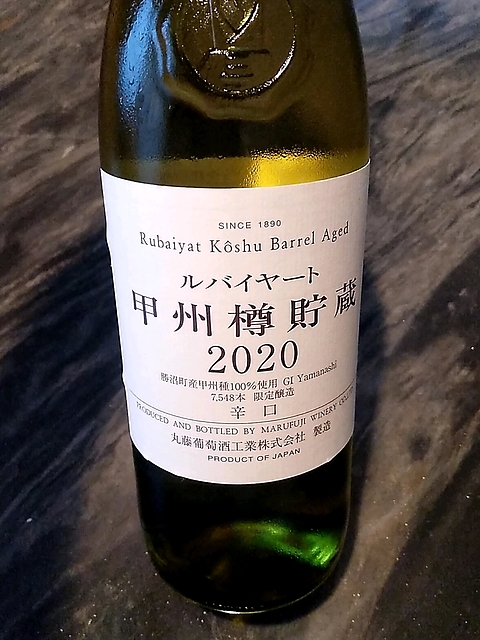 SINCE 1890
Rubaiyat Kôshu Barrel Aged
ルバイヤート
甲州樽貯蔵
2020
勝沼町産甲州種100%使用 GI Yamanashi
7,548本 限定醸造
辛口
PRODUCED AND BOTTLED BY MARUFUJI WINERY
丸藤葡萄酒工業株式会社 製造
PRODUCT OF JAPAN